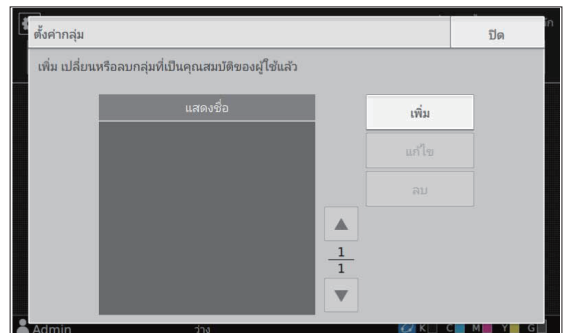 ตั้งค่ากลุ่ม
ปิด
เพิ่ม เปลี่ยนหรือลบกลุ่มที่เป็นคุณสมบัติของผู้ใช้แล้ว
แสดงชื่อ
เพิ่ม
แก้ไข
ลบ
1
1
Admin
ว่าง
K C M Y G